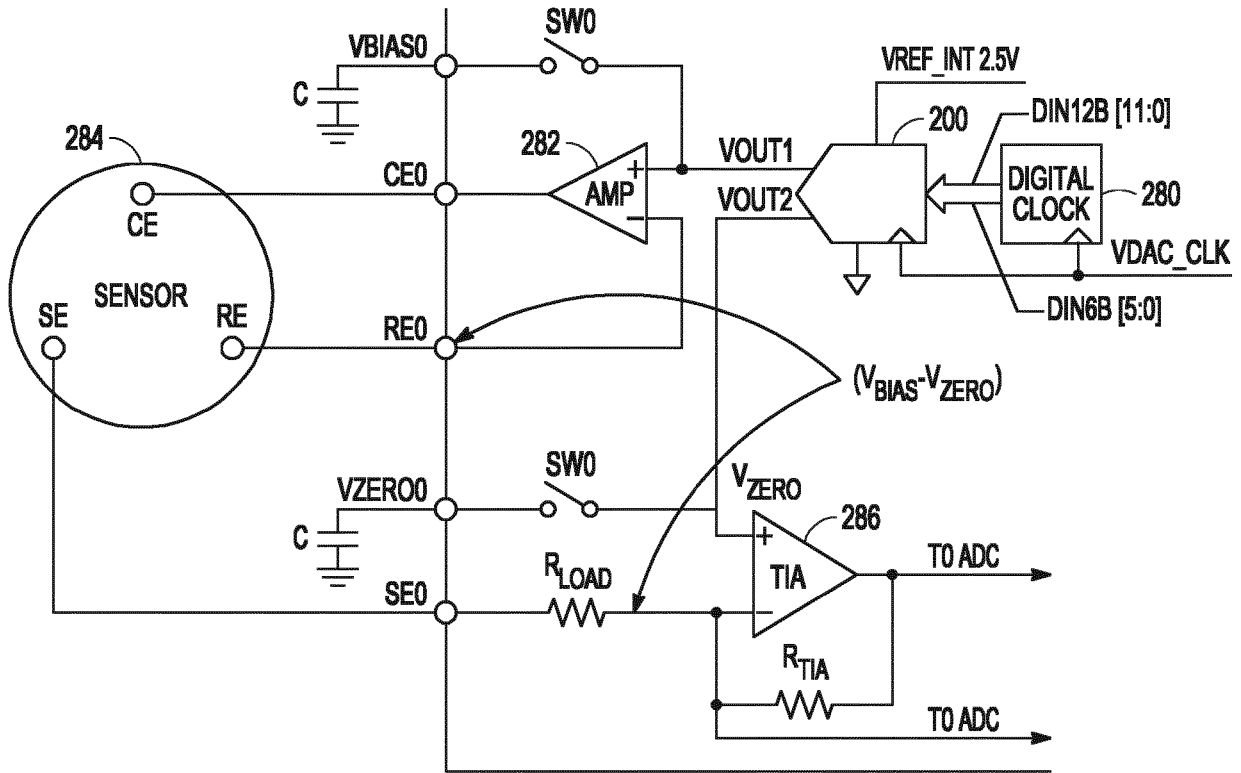 SW0
VBIAS0
VREF_INT 2.5V
C
200
DIN12B [11:0]
284
282
CE0
VOUT1
+
AMP
−
VOUT2
DIGITAL
CLOCK
280
CE
VDAC_CLK
SENSOR
SE
RE
RE0
DIN6B [5:0]
(VBIAS-VZERO)
SW0
VZERO0
VZERO
286
C
+
TIA
−
T0 ADC
RLOAD
SE0
RTIA
T0 ADC